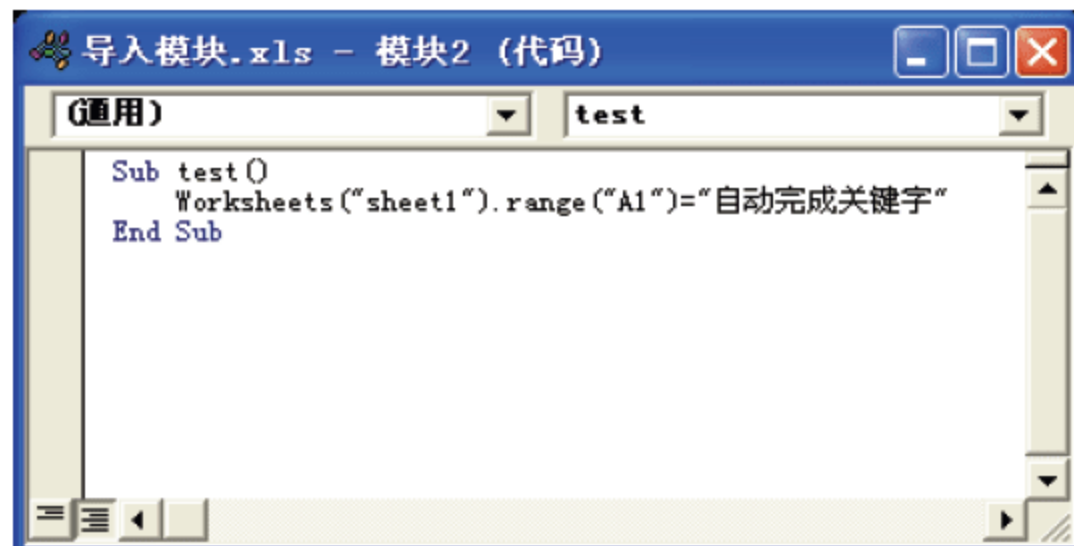 导入模块.xls - 模块2 (代码)
(通用) test
Sub test()
Worksheets("sheet1").range("A1")="自动完成关键字"
End Sub